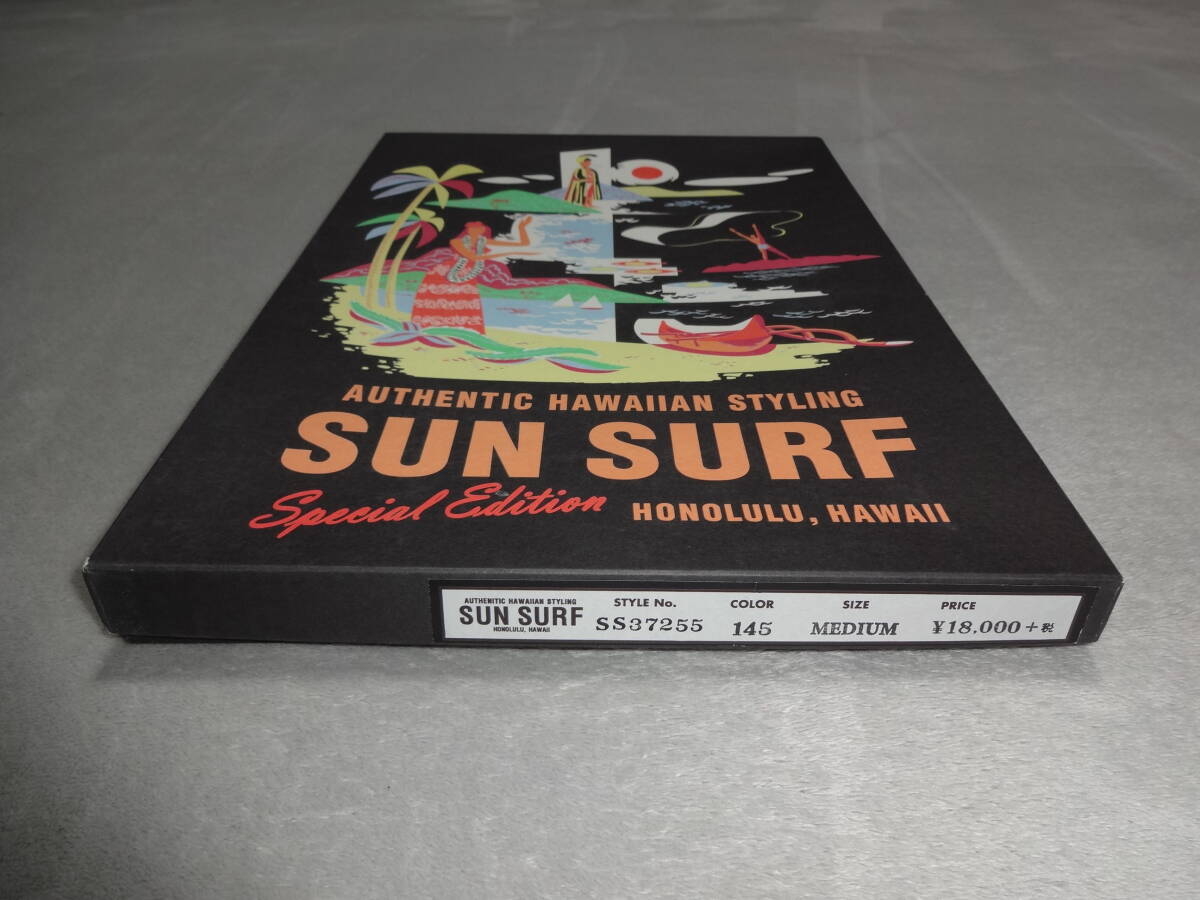 AUTHENTIC HAWAIIAN STYLING
SUN SURF
Special Edition HONOLULU, HAWAII
AUTHENTIC HAWAIIAN STYLING
SUN SURF
HONOLULU, HAWAII
STYLE No. COLOR SIZE PRICE
SS37255 145 MEDIUM ¥18,000+税